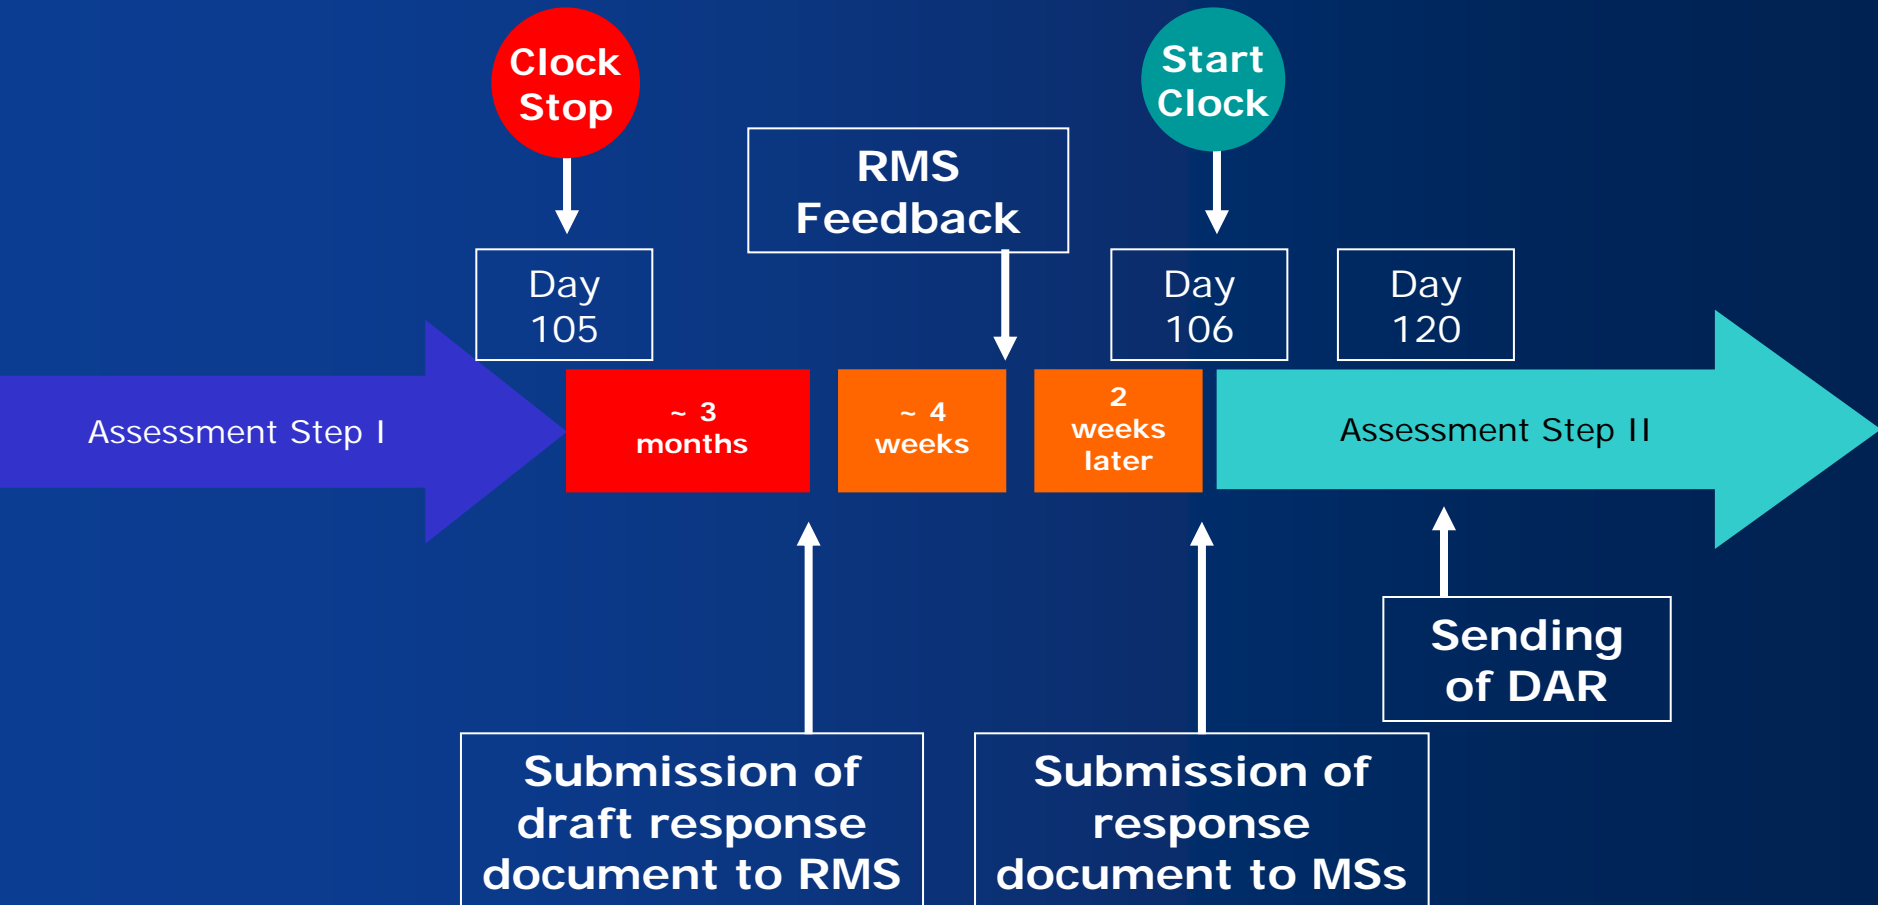 Clock
Stop
Start
Clock
RMS
Feedback
Day
105
Day
106
Day
120
Assessment Step I
~ 3
months
~ 4
weeks
2
weeks
later
Assessment Step II
Sending
of DAR
Submission of
draft response
document to RMS
Submission of
response
document to MSs